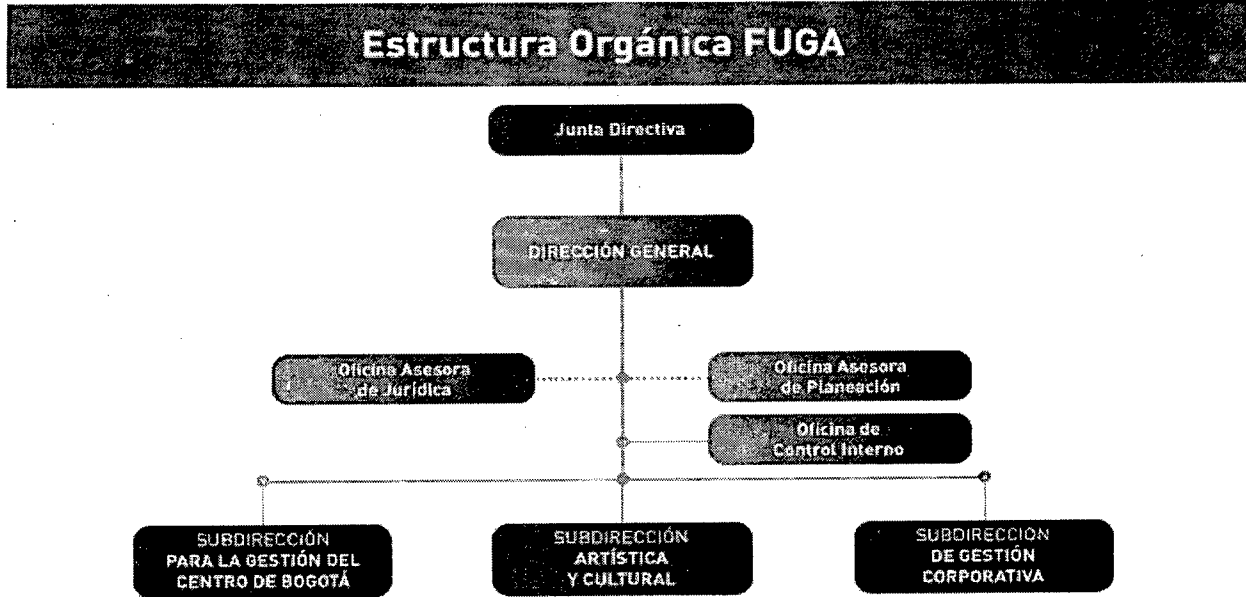 Estructura Orgánica FUGA
Junta Directiva
DIRECCIÓN GENERAL
Oficina Asesora
de Jurídica
Oficina Asesora
de Planeación
Oficina de
Control Interno
SUBDIRECCIÓN
PARA LA GESTIÓN DEL
CENTRO DE BOGOTÁ
SUBDIRECCIÓN
ARTÍSTICA
Y CULTURAL
SUBDIRECCIÓN
DE GESTIÓN
CORPORATIVA